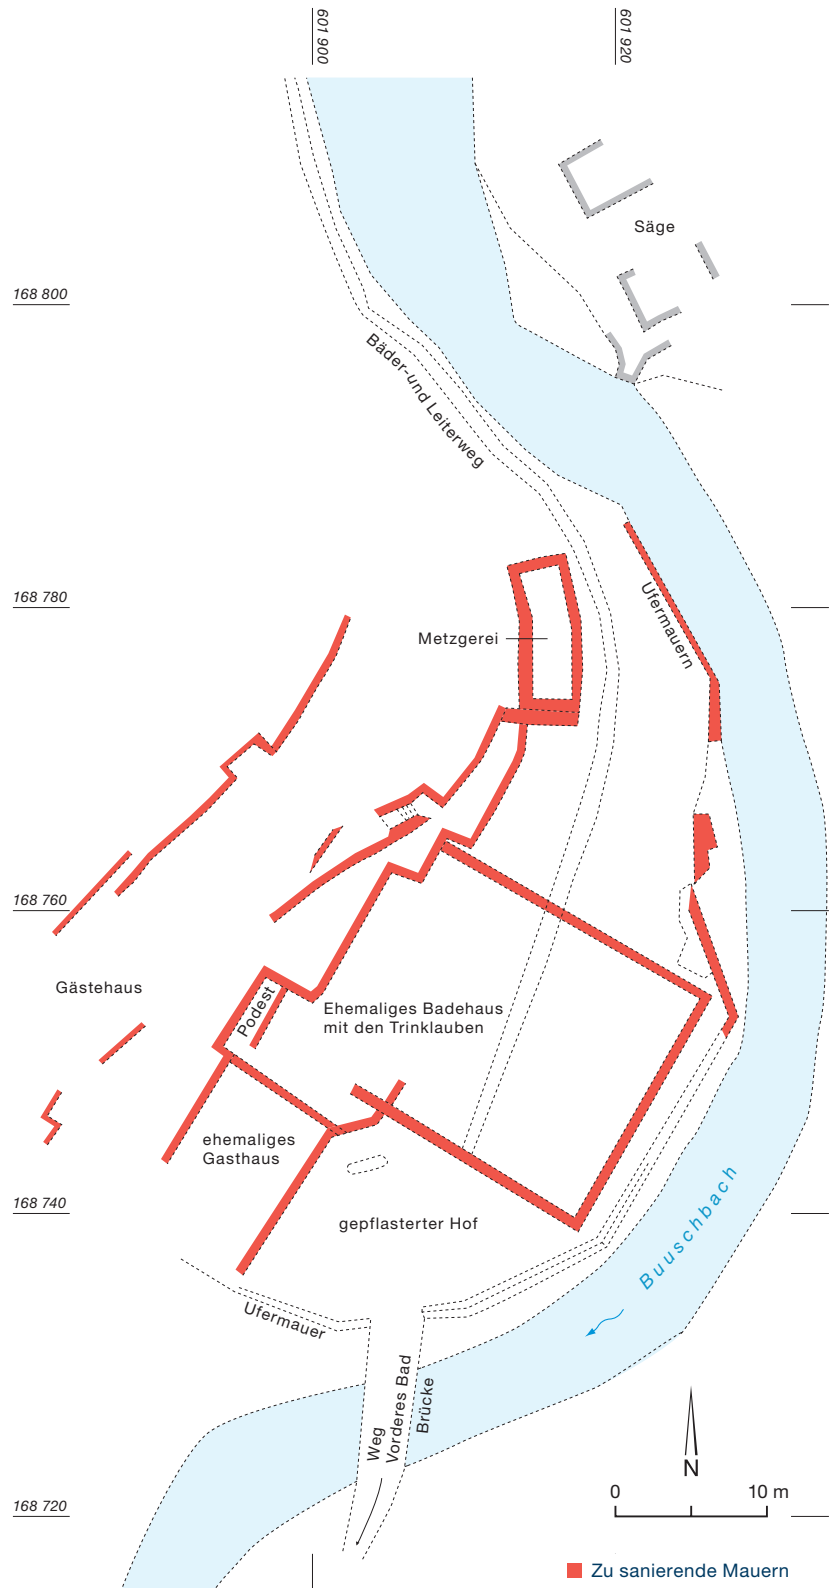 601 900
601 920
Säge
168 800
Bäder-und Leiterweg
168 780
Ufermauern
Metzgerei
168 760
Gästehaus
Podest
Ehemaliges Badehaus
mit den Trinklauben
ehemaliges
Gasthaus
168 740
gepflasterter Hof
Buuschbach
Ufermauer
Weg
Vorderes Bad
Brücke
N
0 10 m
168 720
Zu sanierende Mauern